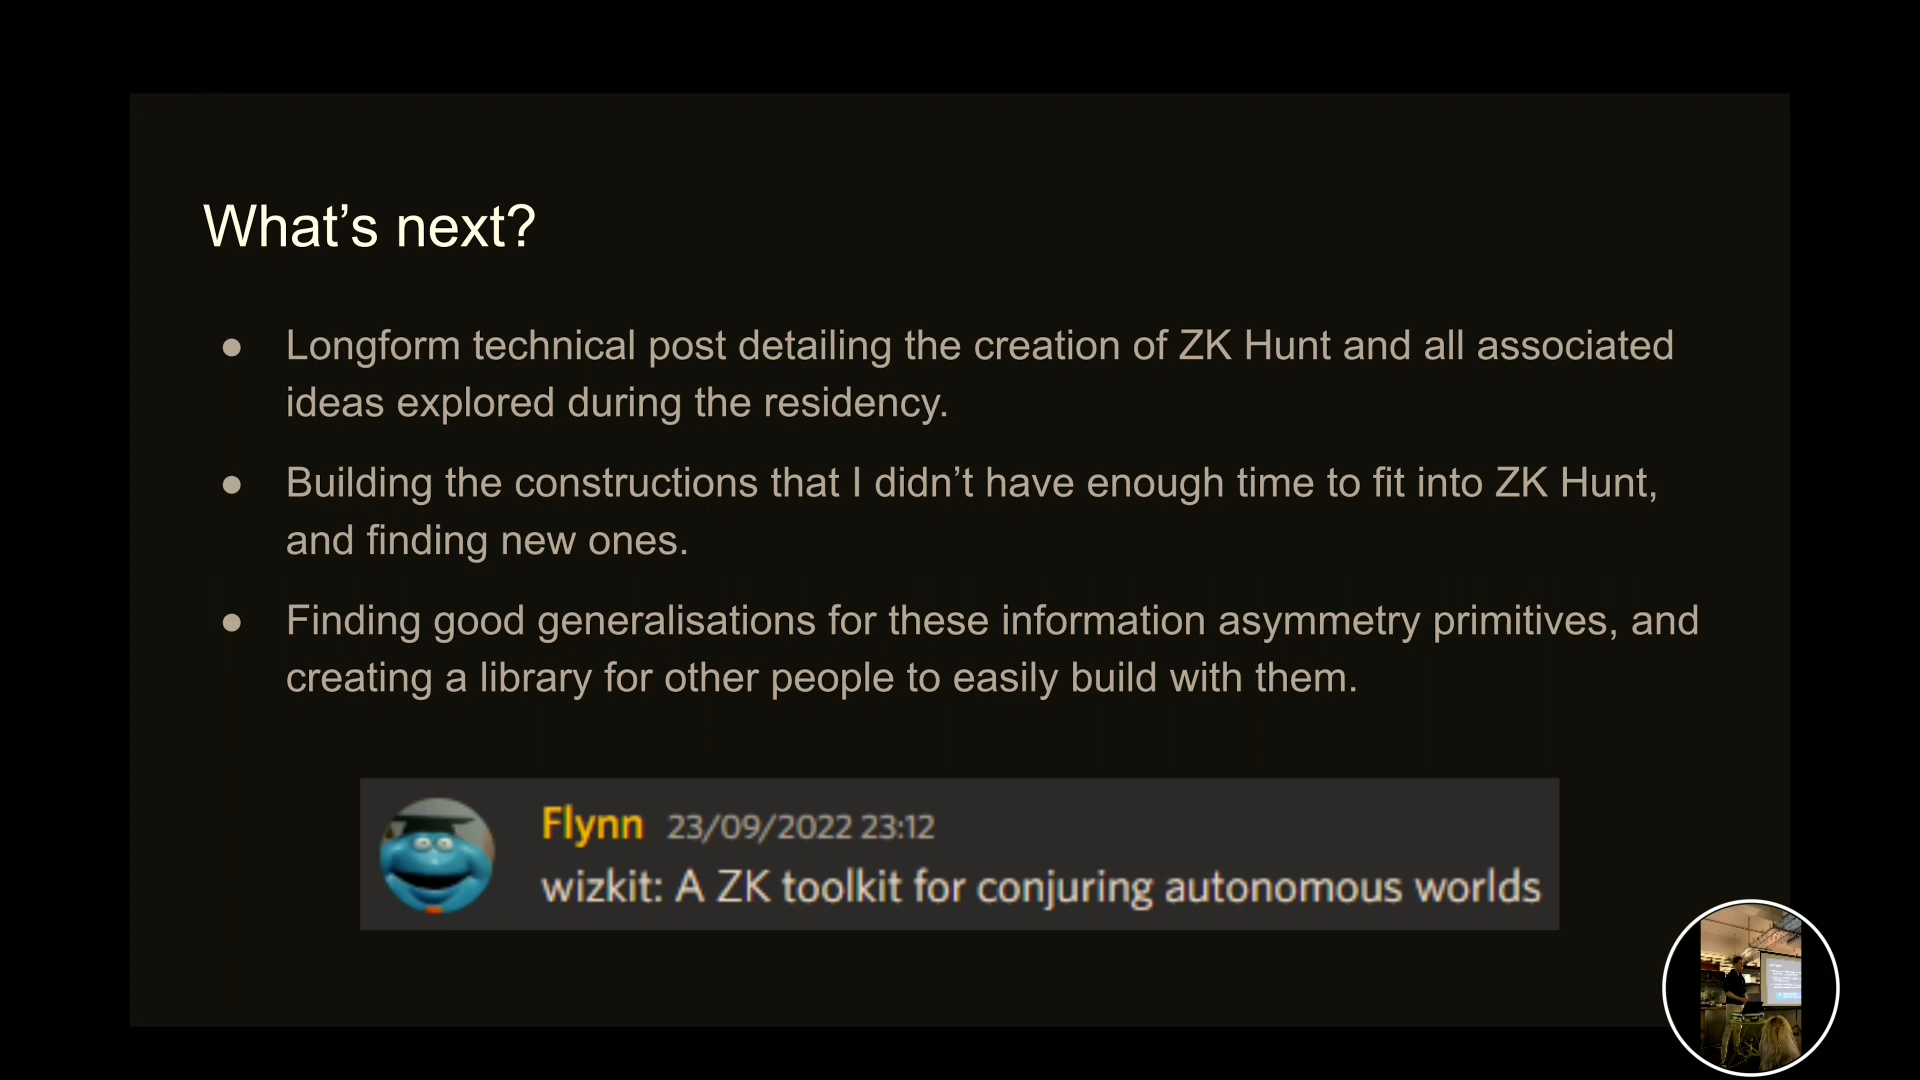 What’s next?
● Longform technical post detailing the creation of ZK Hunt and all associated
ideas explored during the residency.
● Building the constructions that I didn’t have enough time to fit into ZK Hunt,
and finding new ones.
● Finding good generalisations for these information asymmetry primitives, and
creating a library for other people to easily build with them.
Flynn 23/09/2022 23:12
wizkit: A ZK toolkit for conjuring autonomous worlds